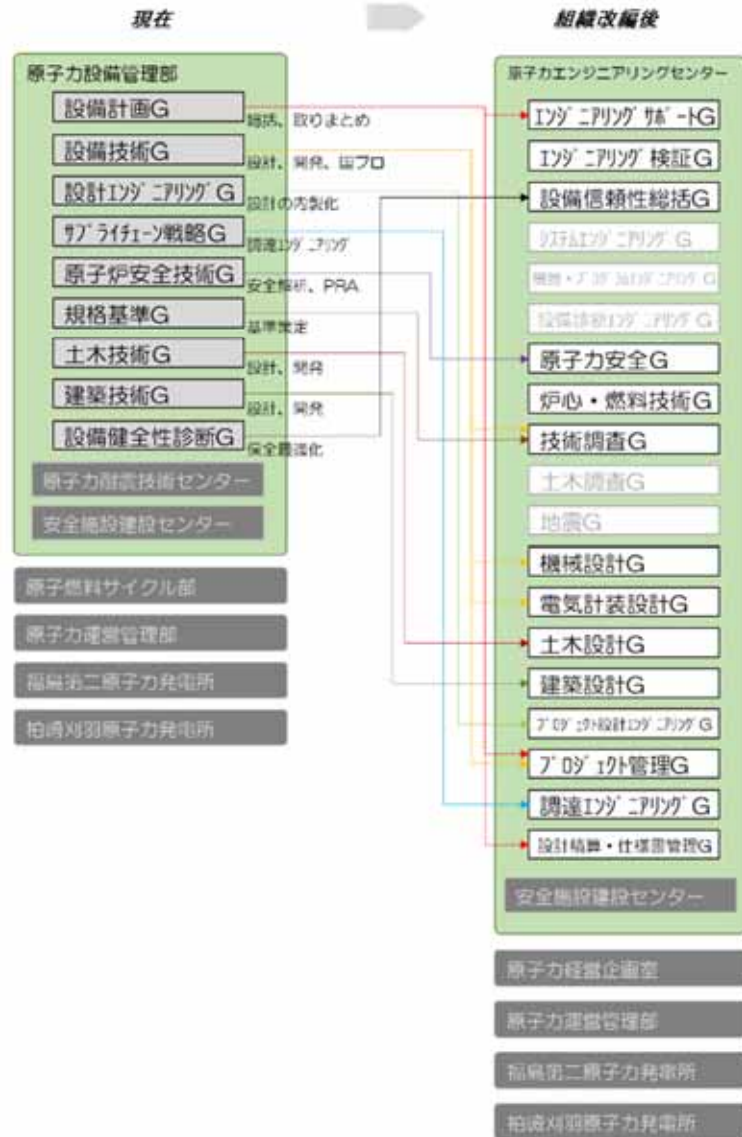 現在
組織改編後
原子力設備管理部
設備計画G
総括、取りまとめ
設備技術G
設計、開発、国プロ
設計エンジニアリングG
設計の内製化
サプライチェーン戦略G
調達エンジニアリング
原子炉安全技術G
安全解析、PRA
規格基準G
基準策定
土木技術G
設計、開発
建築技術G
設計、開発
設備健全性診断G
保全最適化
原子力耐震技術センター
安全施設建設センター
原子燃料サイクル部
原子力運営管理部
福島第二原子力発電所
柏崎刈羽原子力発電所
原子力エンジニアリングセンター
エンジニアリングサポートG
エンジニアリング検証G
設備信頼性総括G
システムエンジニアリングG
設備診断エンジニアリングG
原子力安全G
炉心・燃料技術G
技術調査G
土木調査G
地震G
機械設計G
電気計装設計G
土木設計G
建築設計G
プロジェクト設計エンジニアリングG
プロジェクト管理G
調達エンジニアリングG
設計積算・仕様書管理G
安全施設建設センター
原子力経営企画室
原子力運営管理部
福島第二原子力発電所
柏崎刈羽原子力発電所